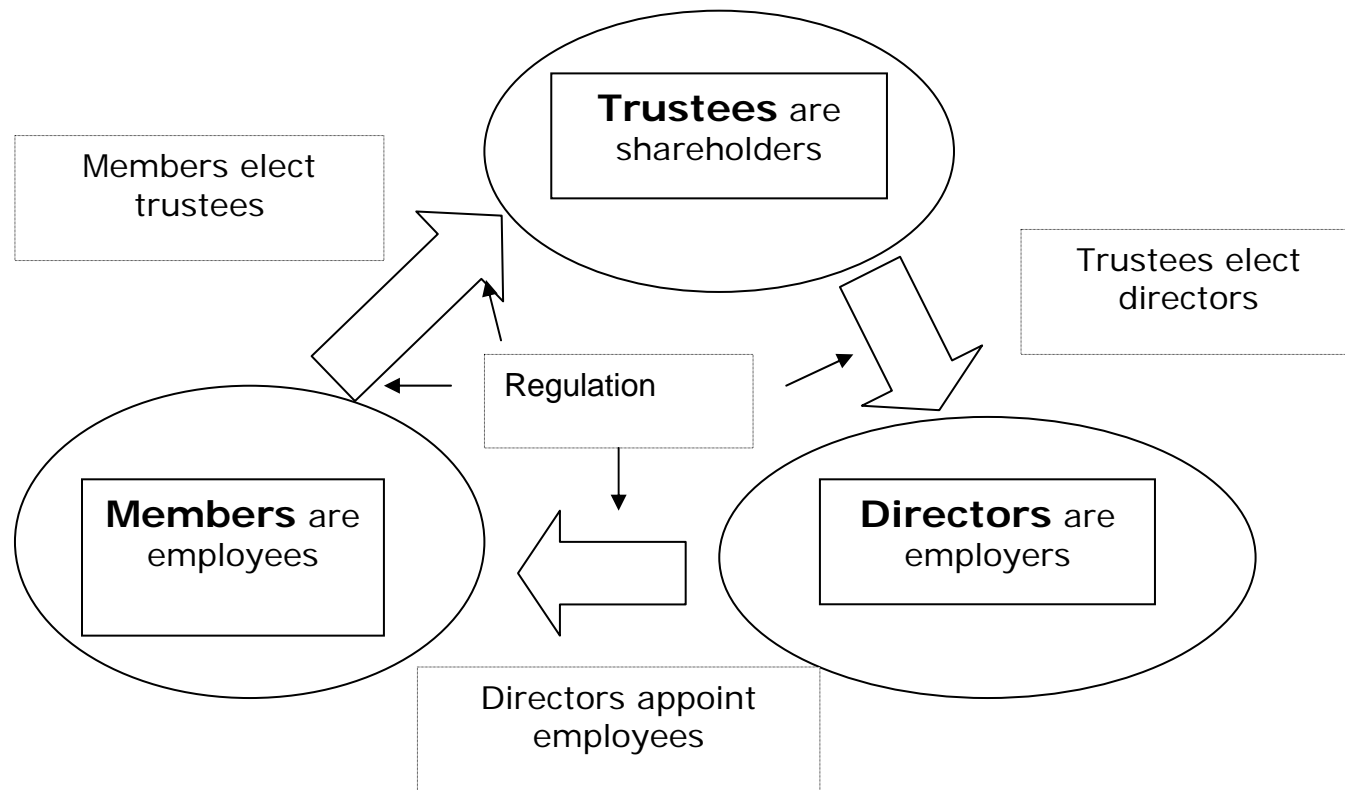 Trustees are
shareholders
Members elect
trustees
Trustees elect
directors
Regulation
Members are
employees
Directors are
employers
Directors appoint
employees